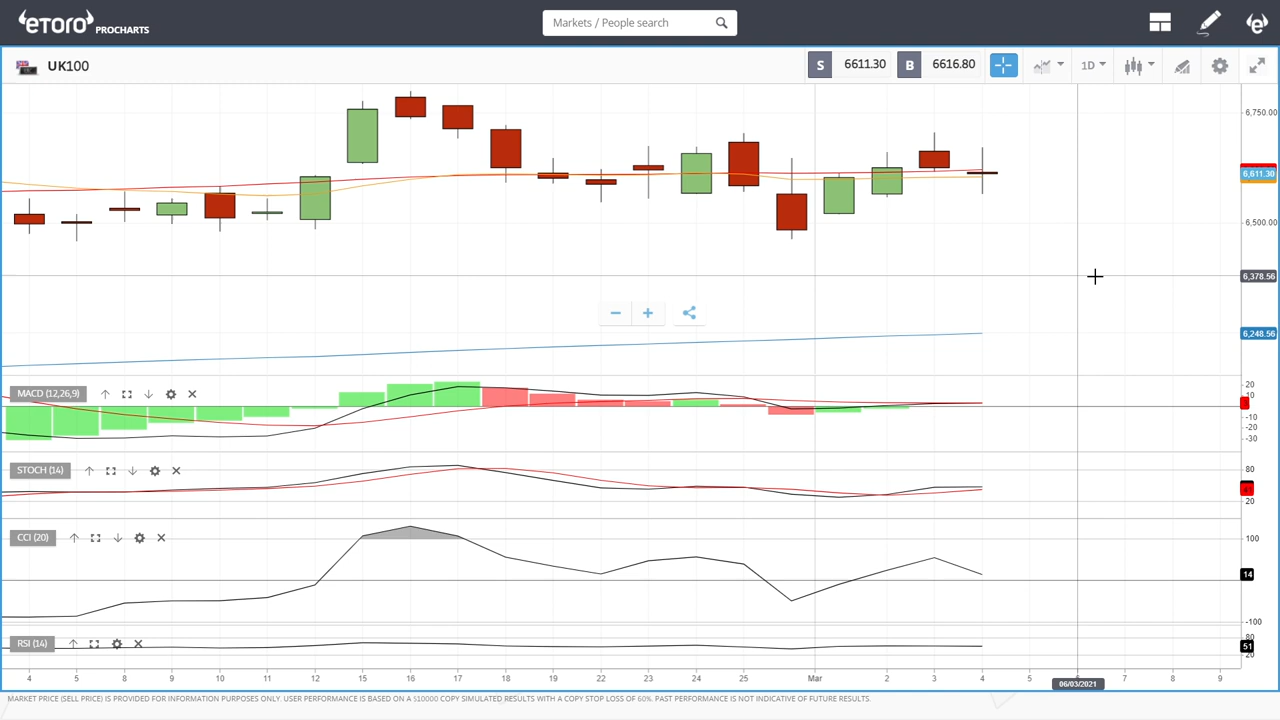 eToro PROCHARTS
Markets / People search
UK100
S 6611.30 B 6616.80
1D
6,750.00
6,611.30
6,500.00
6,378.56
6,248.56
MACD (12,26,9)
20
10
-10
-20
-30
STOCH (14)
80
20
CCI (20)
100
14
-100
RSI (14)
80
51
20
4 5 8 9 10 11 12 15 16 17 18 19 22 23 24 25 Mar 2 3 4 5 6 7 8 9
06/03/2021
MARKET PRICE (SELL PRICE) IS PROVIDED FOR INFORMATION PURPOSES ONLY. USER PERFORMANCE IS BASED ON A $10000 COPY SIMULATED RESULTS WITH A COPY STOP LOSS OF 60%. PAST PERFORMANCE IS NOT INDICATIVE OF FUTURE RESULTS.